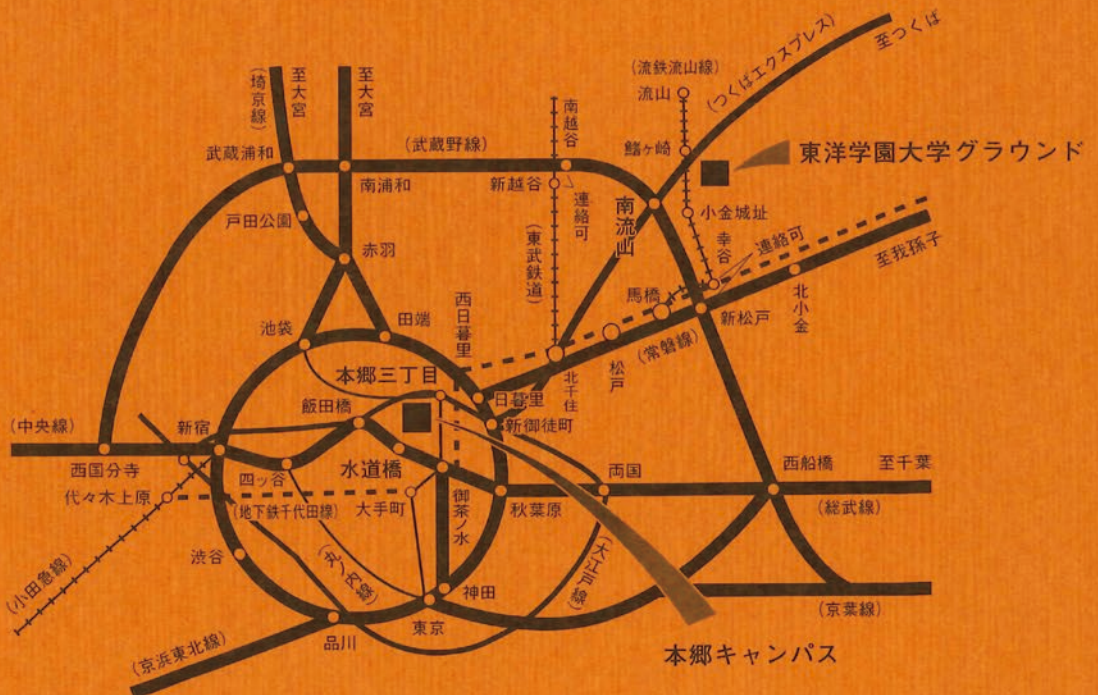 至つくば
(つくばエクスプレス)
(流鉄流山線)
流山
(埼京線)
至大宮
至大宮
南越谷
武蔵浦和
(武蔵野線)
鰭ヶ崎
東洋学園大学グラウンド
南浦和
新越谷
連絡可
戸田公園
南流山
小金城址
赤羽
(東武鉄道)
幸谷
連絡可
至我孫子
西日暮里
馬橋
北小金
池袋
田端
新松戸
(常磐線)
松戸
本郷三丁目
北千住
日暮里
飯田橋
新御徒町
(中央線)
新宿
西国分寺
四ッ谷
水道橋
両国
西船橋
至千葉
代々木上原
(地下鉄千代田線)
大手町
御茶ノ水
秋葉原
(総武線)
渋谷
(丸ノ内線)
(大江戸線)
(小田急線)
神田
東京
(京葉線)
品川
(京浜東北線)
本郷キャンパス